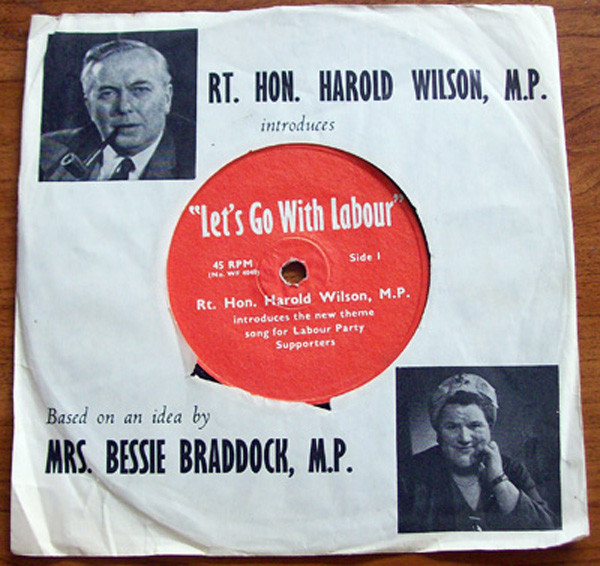 RT. HON. HAROLD WILSON, M.P.
introduces
"Let's Go With Labour"
45 RPM
Side 1
Rt. Hon. Harold Wilson, M.P.
introduces the new theme
song for Labour Party
Supporters
Based on an idea by
MRS. BESSIE BRADDOCK, M.P.